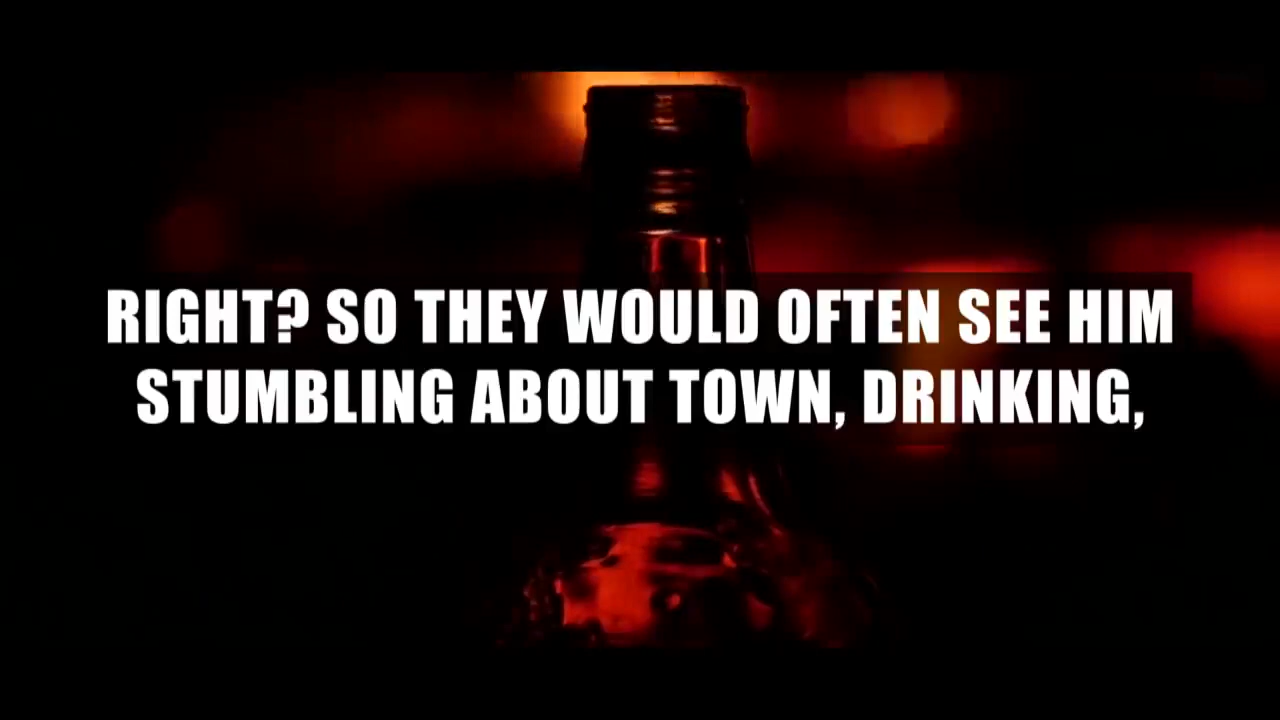 RIGHT? SO THEY WOULD OFTEN SEE HIM
STUMBLING ABOUT TOWN, DRINKING,